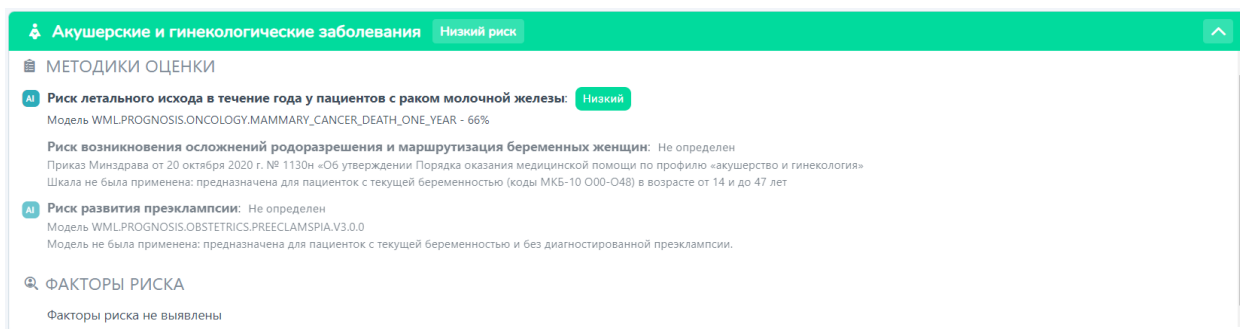 Акушерские и гинекологические заболевания Низкий риск
МЕТОДИКИ ОЦЕНКИ
AI Риск летального исхода в течение года у пациентов с раком молочной железы: Низкий
Модель WML.PROGNOSIS.ONCOLOGY.MAMMARY_CANCER_DEATH_ONE_YEAR - 66%
Риск возникновения осложнений родоразрешения и маршрутизация беременных женщин: Не определен
Приказ Минздрава от 20 октября 2020 г. № 1130н «Об утверждении Порядка оказания медицинской помощи по профилю «акушерство и гинекология»
Шкала не была применена: предназначена для пациенток с текущей беременностью (коды МКБ-10 O00-O48) в возрасте от 14 и до 47 лет
AI Риск развития преэклампсии: Не определен
Модель WML.PROGNOSIS.OBSTETRICS.PREECLAMSPIA.V3.0.0
Модель не была применена: предназначена для пациенток с текущей беременностью и без диагностированной преэклампсии.
ФАКТОРЫ РИСКА
Факторы риска не выявлены